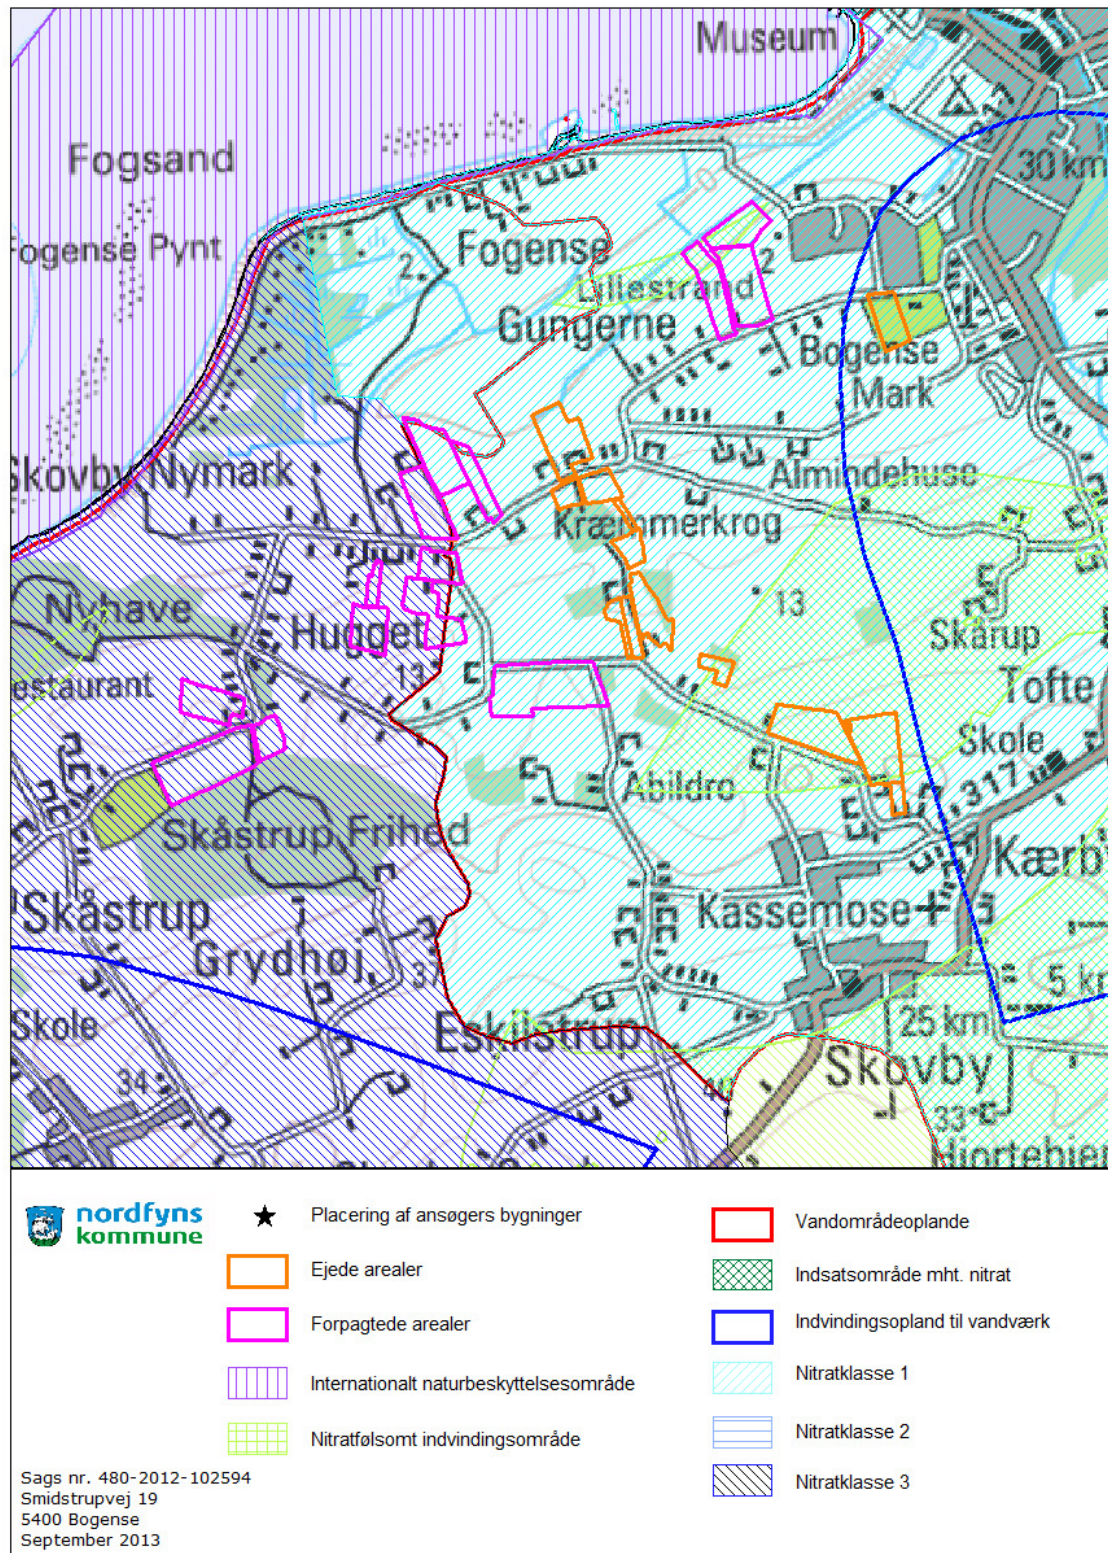 Museum
Fogsand
30 km
Fogense Pynt
2
Fogense
Lillestrand
2
Gungerne
Bogense
Mark
Skovby Nymark
Almindehuse
Kræmmerkrog
13
Nyhave
Hugget
Skårup
Restaurant
13
Tofte
Skole
317
Abildro
Skåstrup Frihed
Kærby
Skåstrup
Kassemose
Grydhøj
37
5 km
Skole
Eskilstrup
25 km
Skovby
34
33
Hjortebjer
nordfyns
kommune
Placering af ansøgers bygninger
Ejede arealer
Forpagtede arealer
Internationalt naturbeskyttelsesområde
Nitratfølsomt indvindingsområde
Vandområdeoplande
Indsatsområde mht. nitrat
Indvindingsopland til vandværk
Nitratklasse 1
Nitratklasse 2
Nitratklasse 3
Sags nr. 480-2012-102594
Smidstrupvej 19
5400 Bogense
September 2013